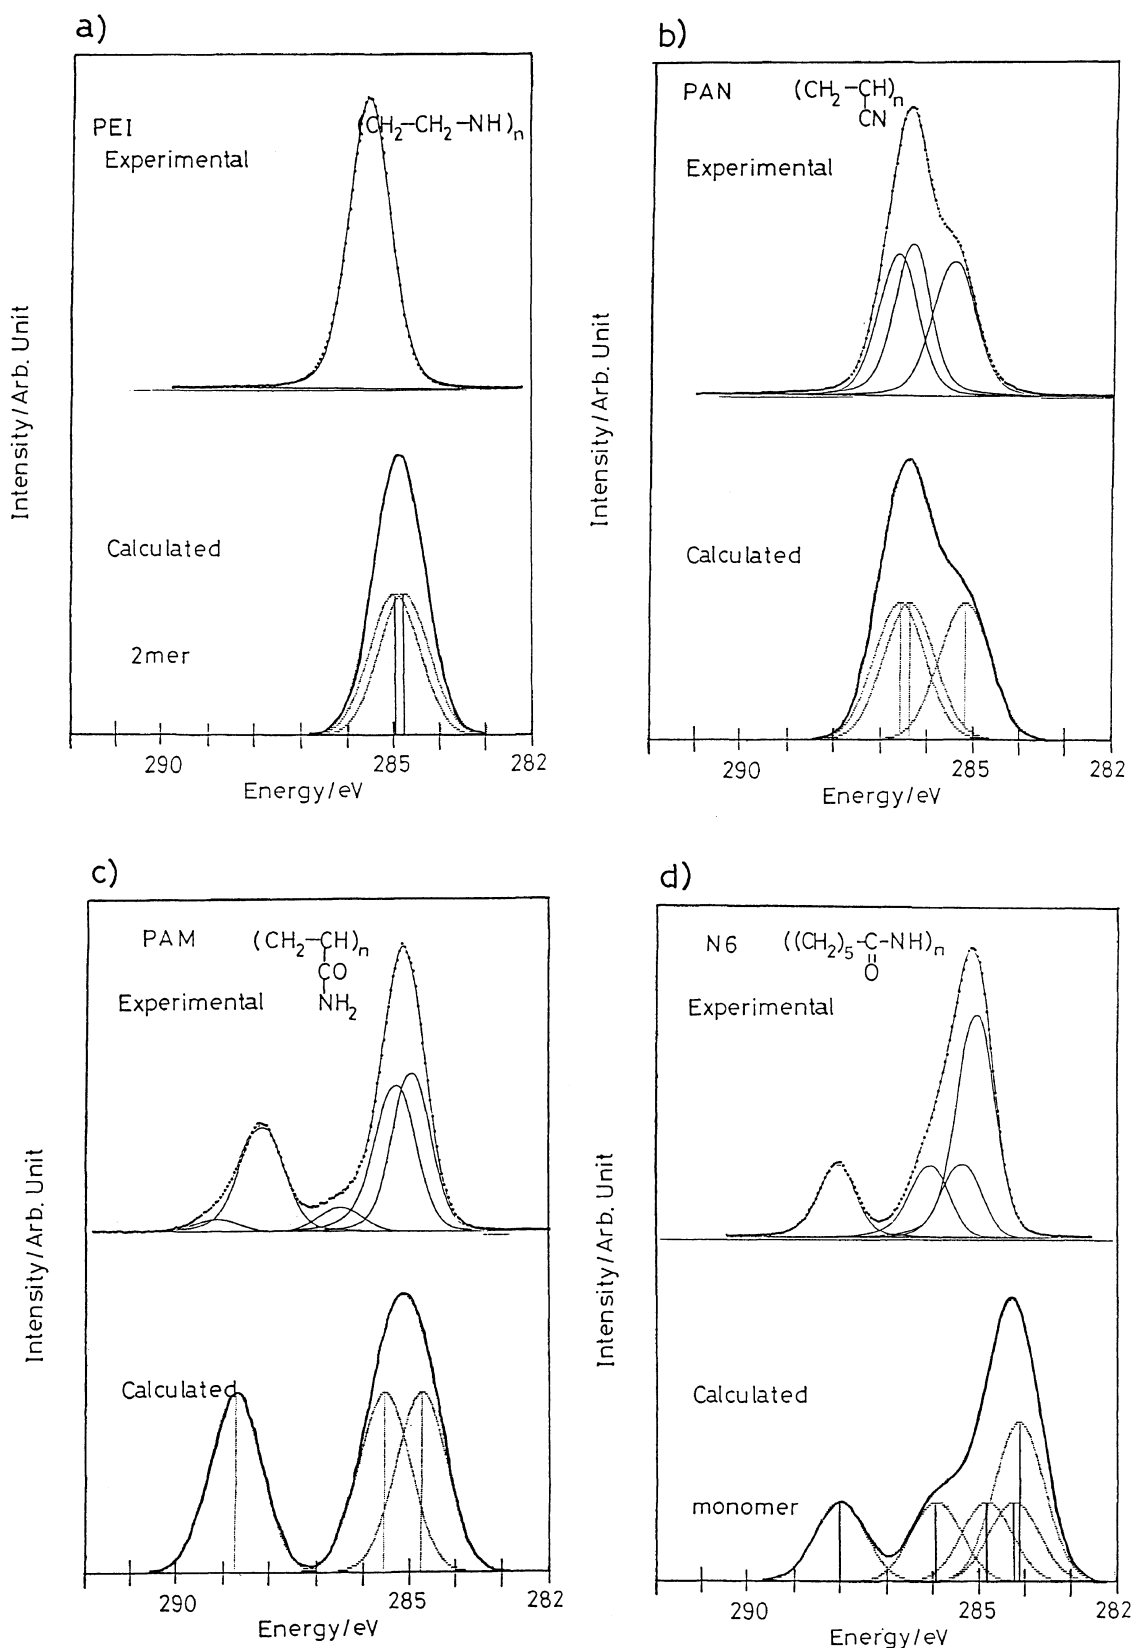 a)
PEI
(CH2-CH2-NH)n
Experimental
Calculated
2mer
290 285 282
Energy/eV
Intensity/Arb. Unit
b)
PAN
(CH2-CH)n
CN
Experimental
Calculated
290 285 282
Energy/eV
Intensity/Arb. Unit
c)
PAM
(CH2-CH)n
CO
NH2
Experimental
Calculated
290 285 282
Energy/eV
Intensity/Arb. Unit
d)
N6
((CH2)5-C-NH)n
O
Experimental
Calculated
monomer
290 285 282
Energy/eV
Intensity/Arb. Unit